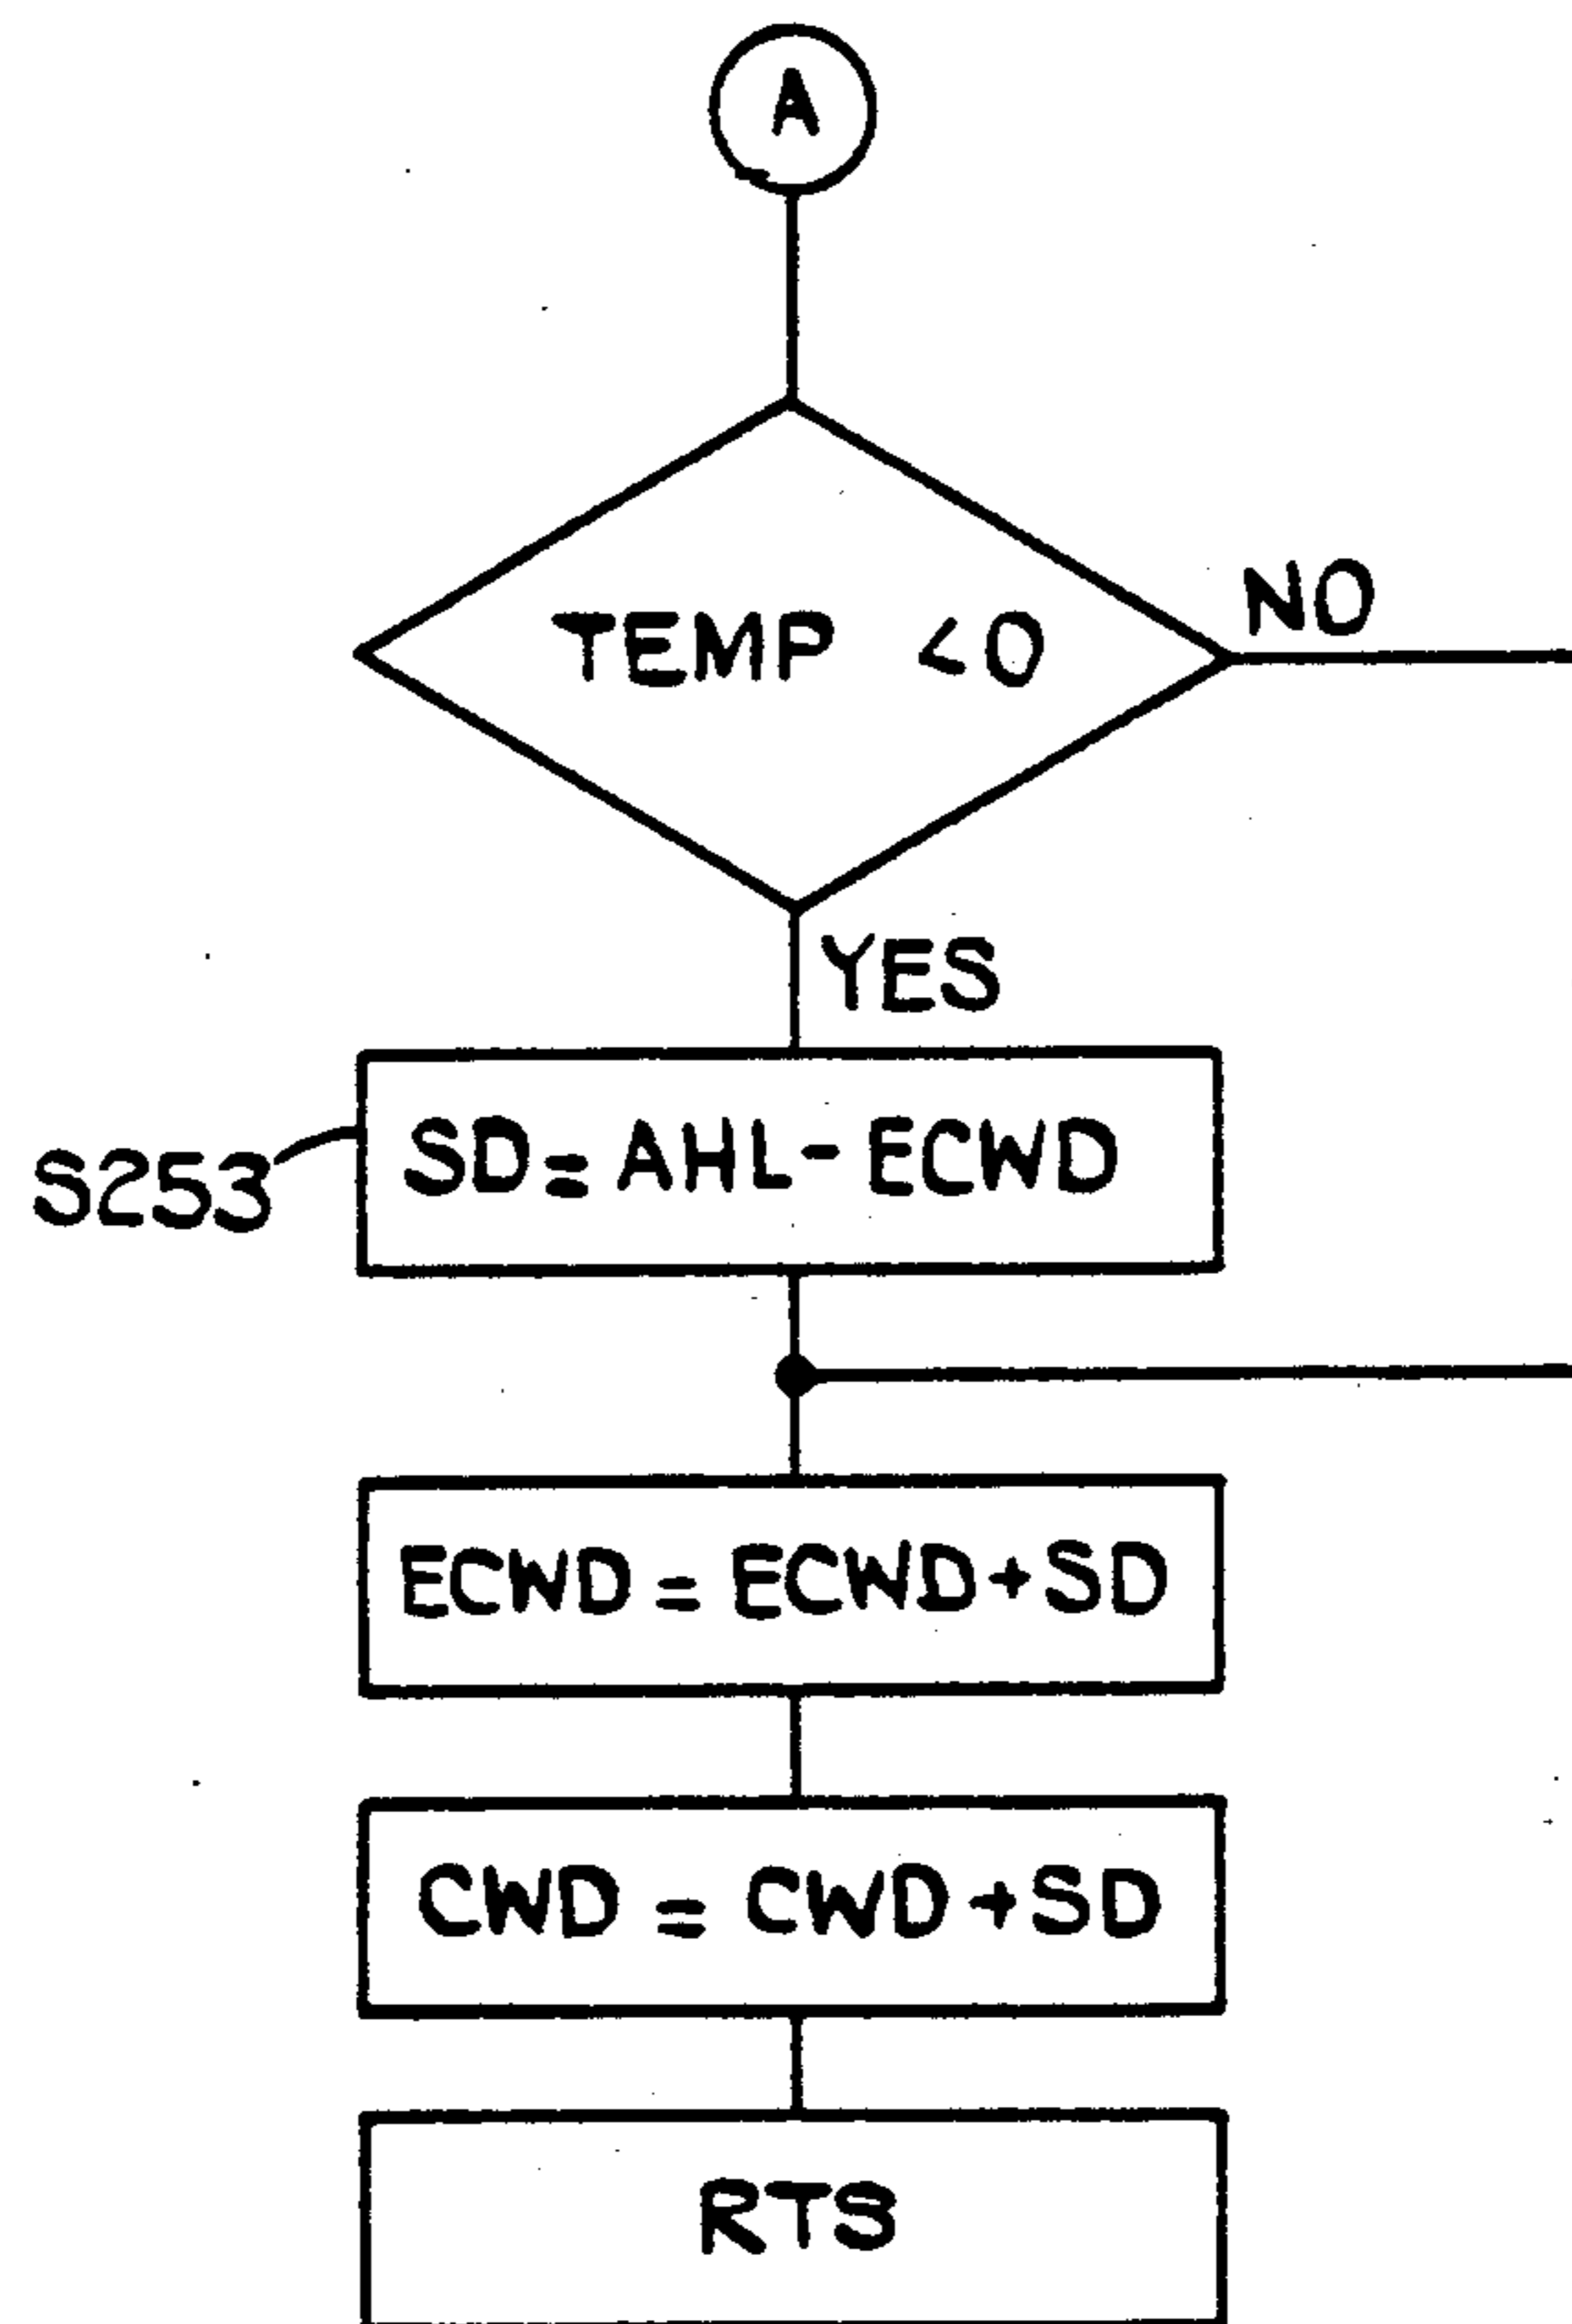 A
TEMP <0
NO
YES
S253
SD= AHL-ECWD
ECWD = ECWD+SD
CWD = CWD+SD
RTS